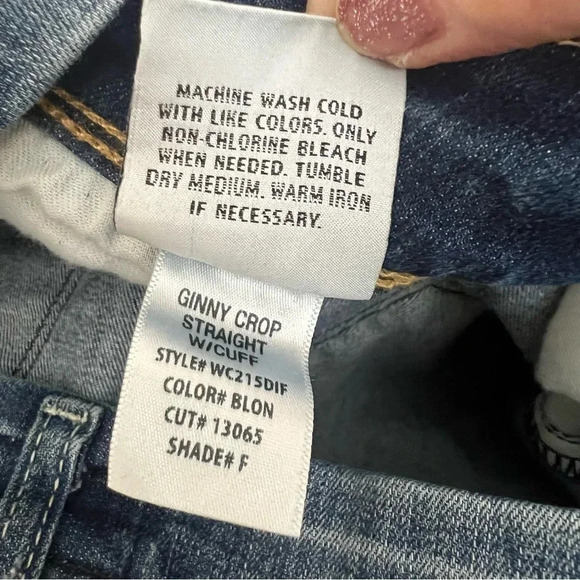 MACHINE WASH COLD
WITH LIKE COLORS. ONLY
NON-CHLORINE BLEACH
WHEN NEEDED. TUMBLE
DRY MEDIUM. WARM IRON
IF NECESSARY.
GINNY CROP
STRAIGHT
W/CUFF
STYLE# WC215DIF
COLOR# BLON
CUT# 13065
SHADE# F